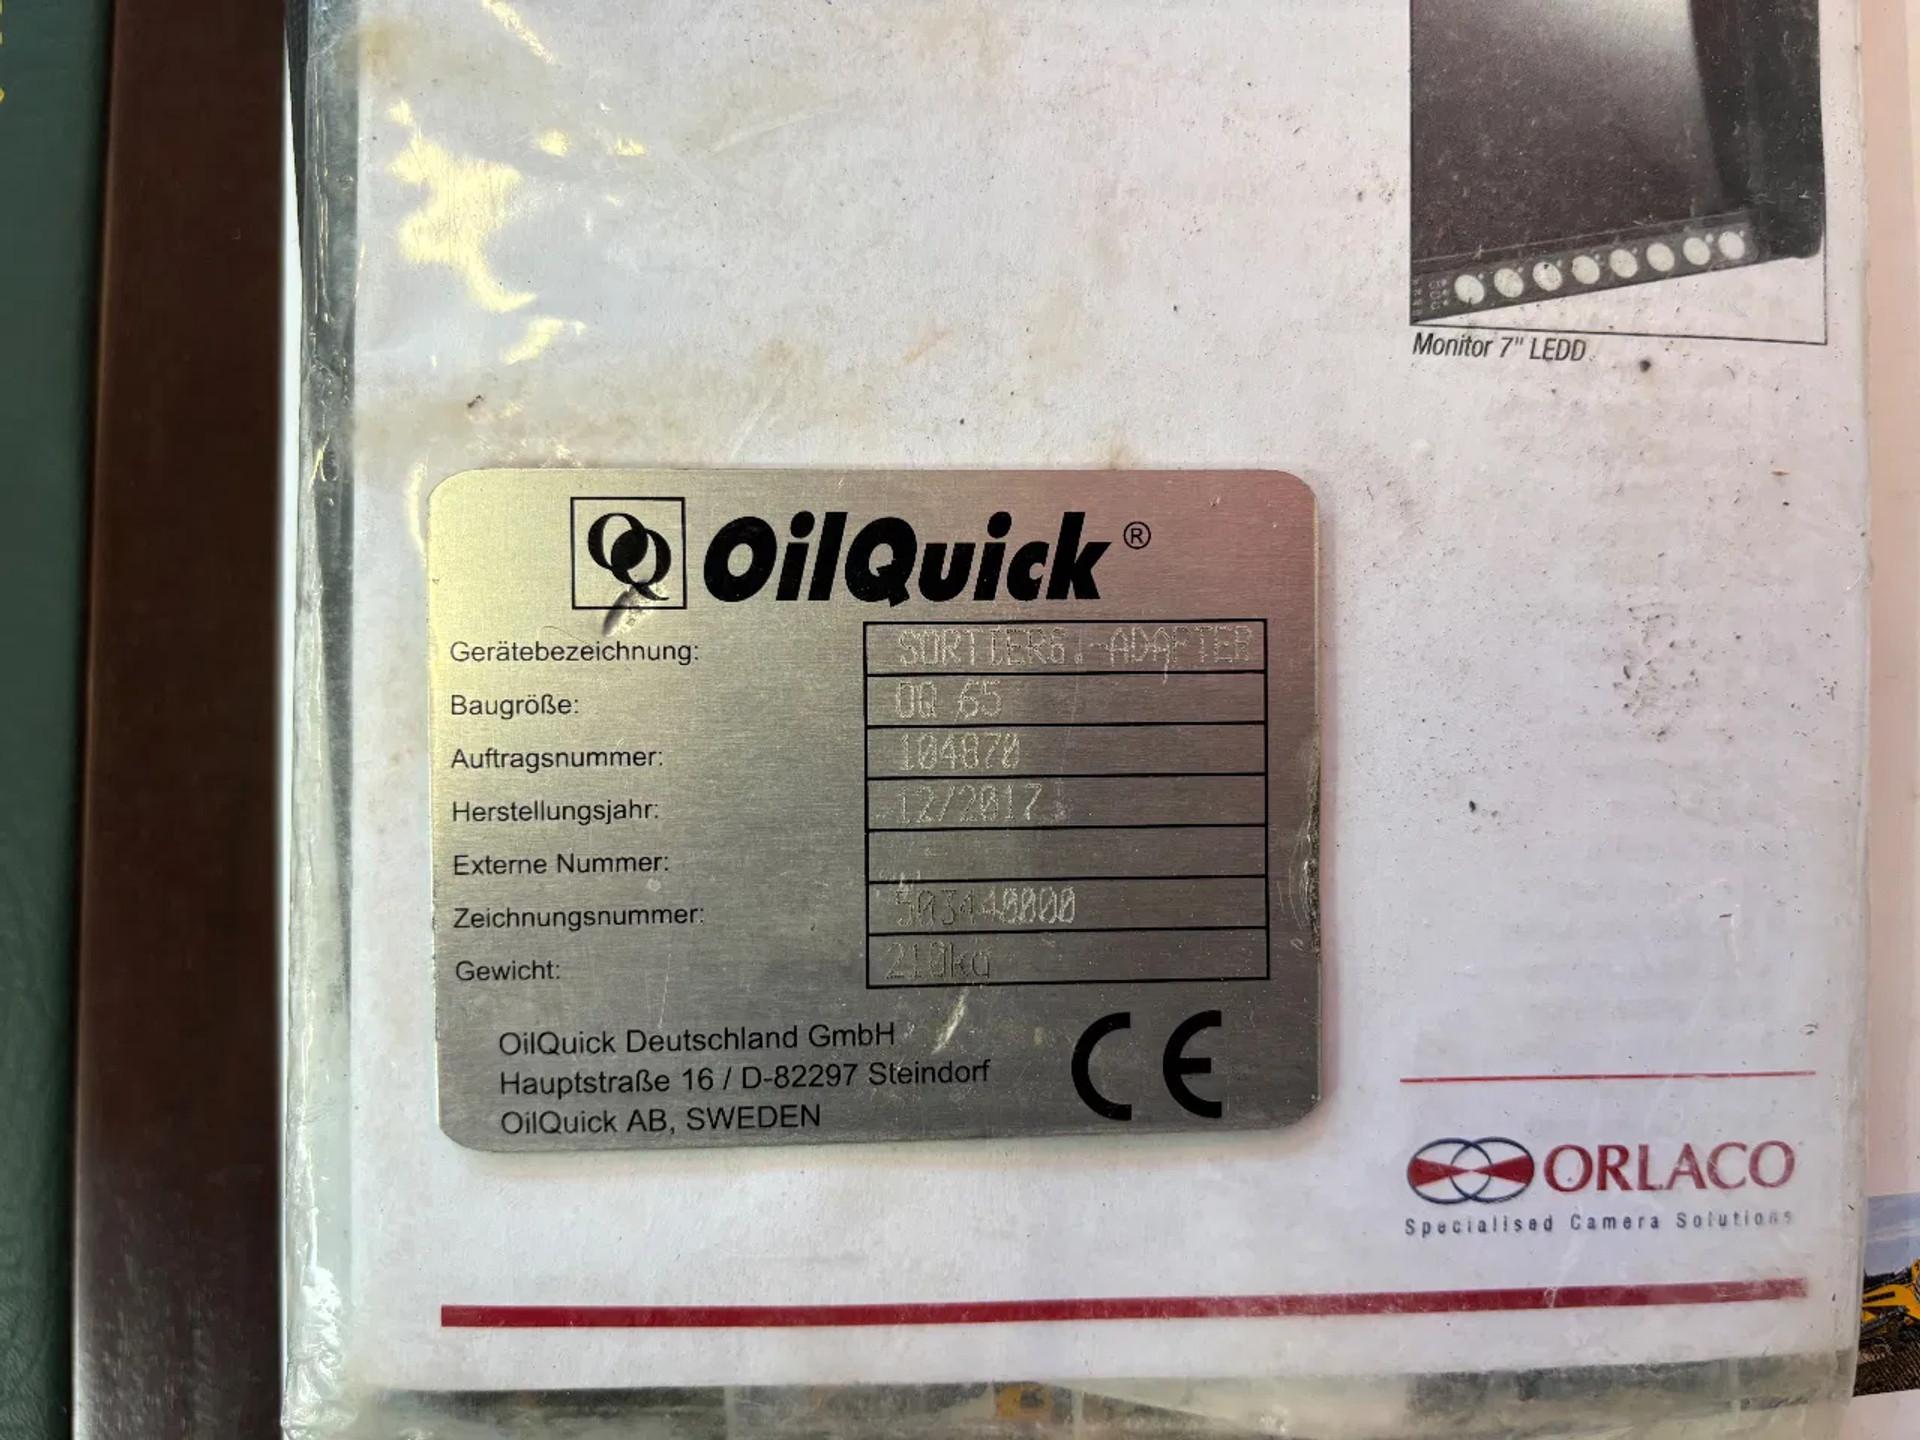 Monitor 7" LEDD
OilQuick®
Gerätebezeichnung: SORTIERG.-ADAPTER
Baugröße: OQ 65
Auftragsnummer: 104870
Herstellungsjahr: 12/2017
Externe Nummer:
Zeichnungsnummer: 503440000
Gewicht: 210kg
OilQuick Deutschland GmbH
Hauptstraße 16 / D-82297 Steindorf
OilQuick AB, SWEDEN
CE
ORLACO
Specialised Camera Solutions